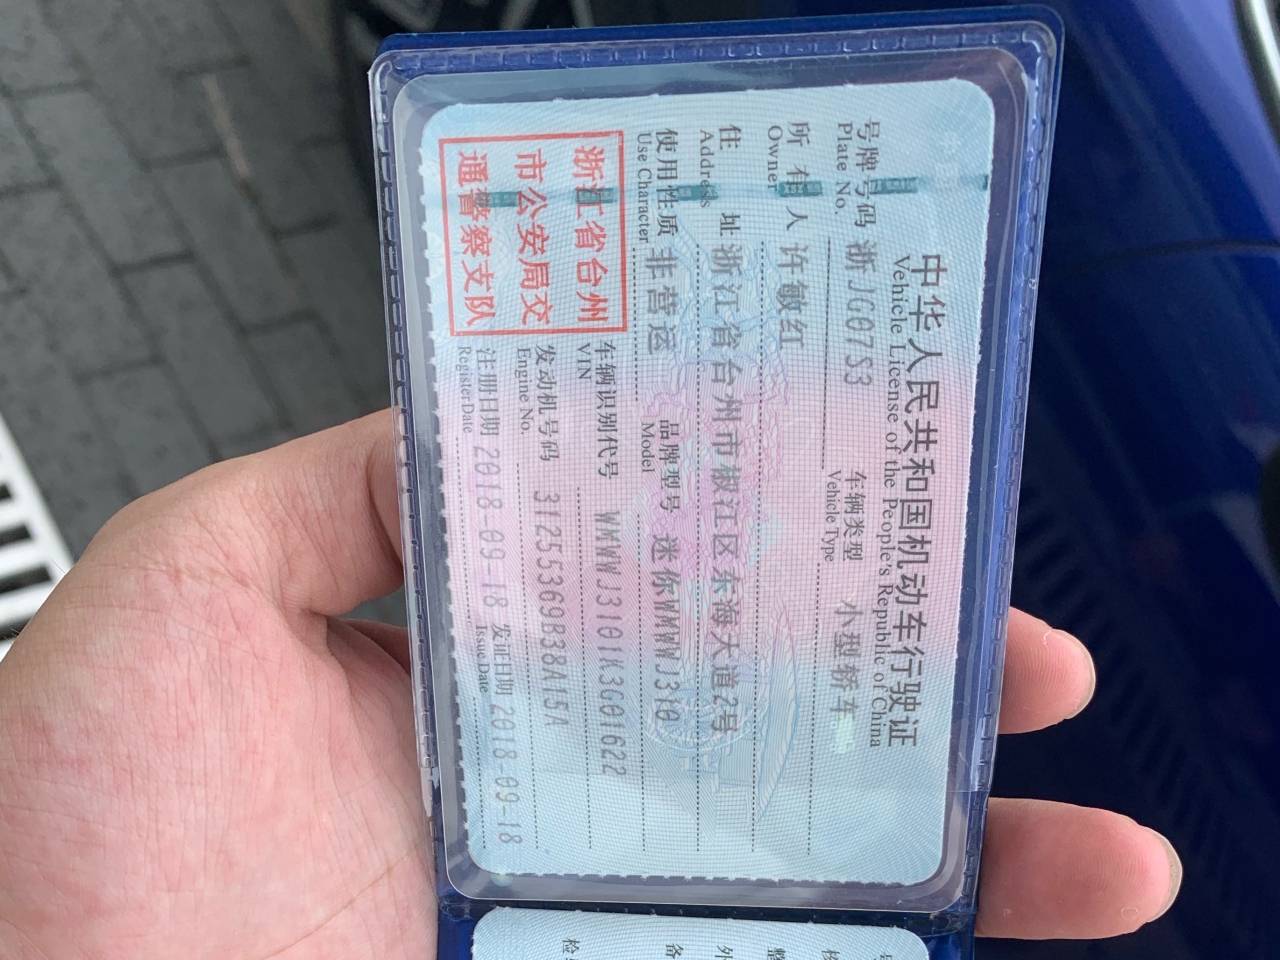 中华人民共和国机动车行驶证
Vehicle License of the People's Republic of China
号牌号码 浙JG07S3 车辆类型 小型轿车
Plate No. Vehicle Type
所有人 许敏红
Owner
住址 浙江省台州市椒江区东海大道2号
Address
使用性质 非营运 品牌型号 迷你WMWWJ310
Use Character Model
浙江省台州
市公安局交
通警察支队
车辆识别代号 WMWWJ3101K3G01622
VIN
发动机号码 31255369B38A15A
Engine No.
注册日期 2018-09-18 发证日期 2018-09-18
Register Date Issue Date